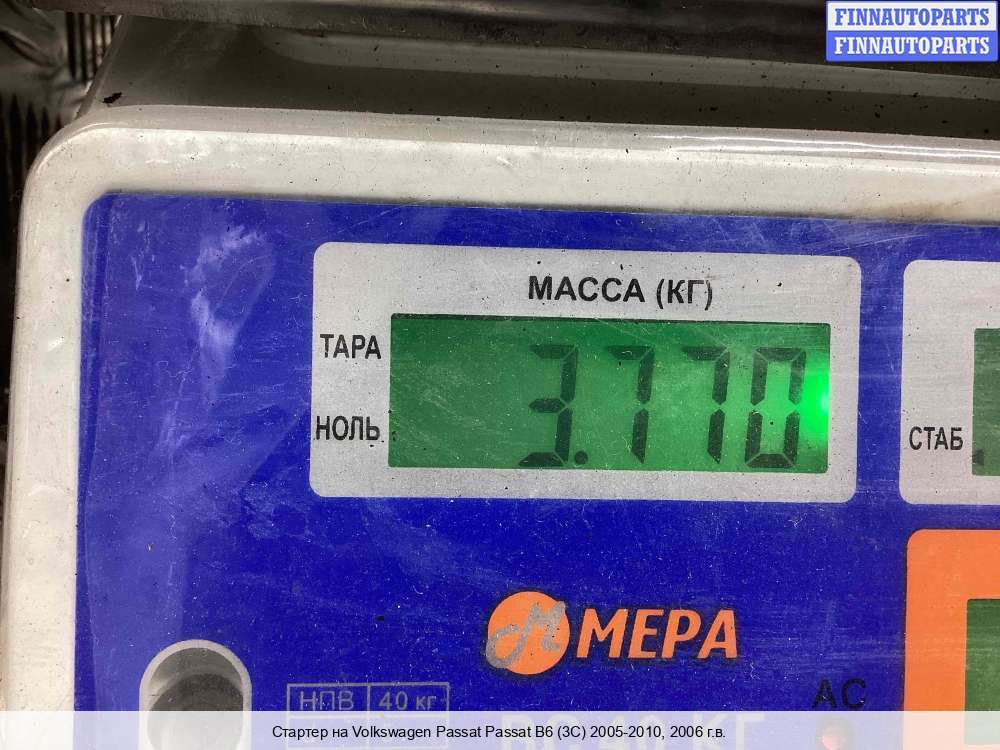 FINNAUTOPARTS
FINNAUTOPARTS
МАССА (КГ)
ТАРА
3.770
НОЛЬ
СТАБ
М МЕРА
НПВ 40 кг
АС
Стартер на Volkswagen Passat Passat B6 (3C) 2005-2010, 2006 г.в.